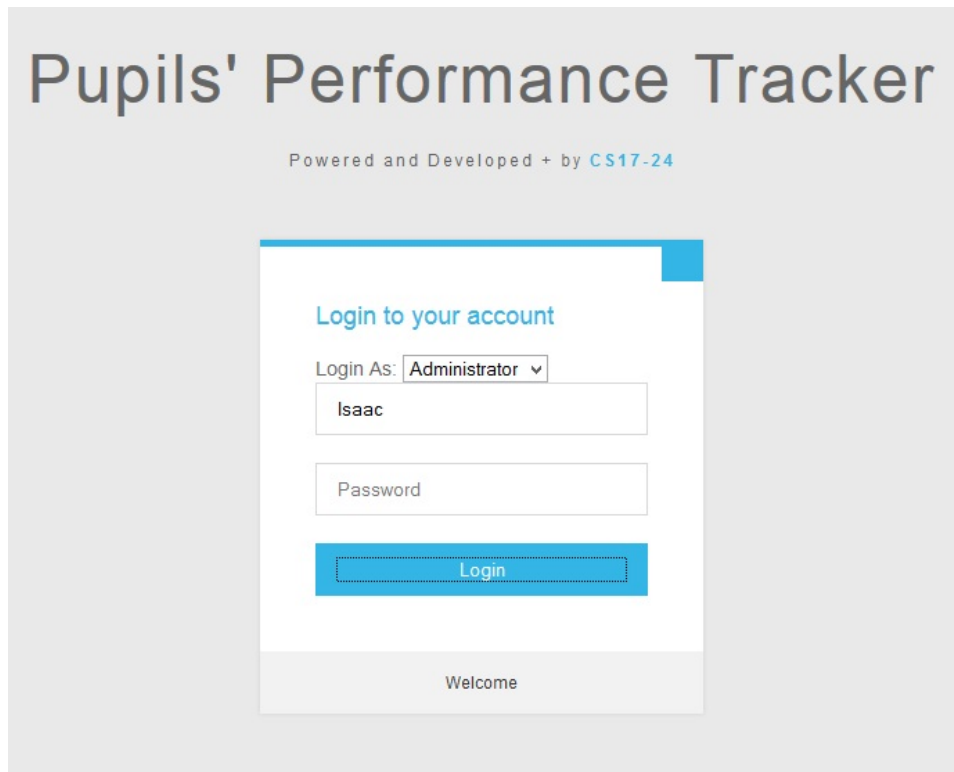 Pupils' Performance Tracker
Powered and Developed + by CS17-24
Login to your account
Login As: Administrator
Isaac
Password
Login
Welcome